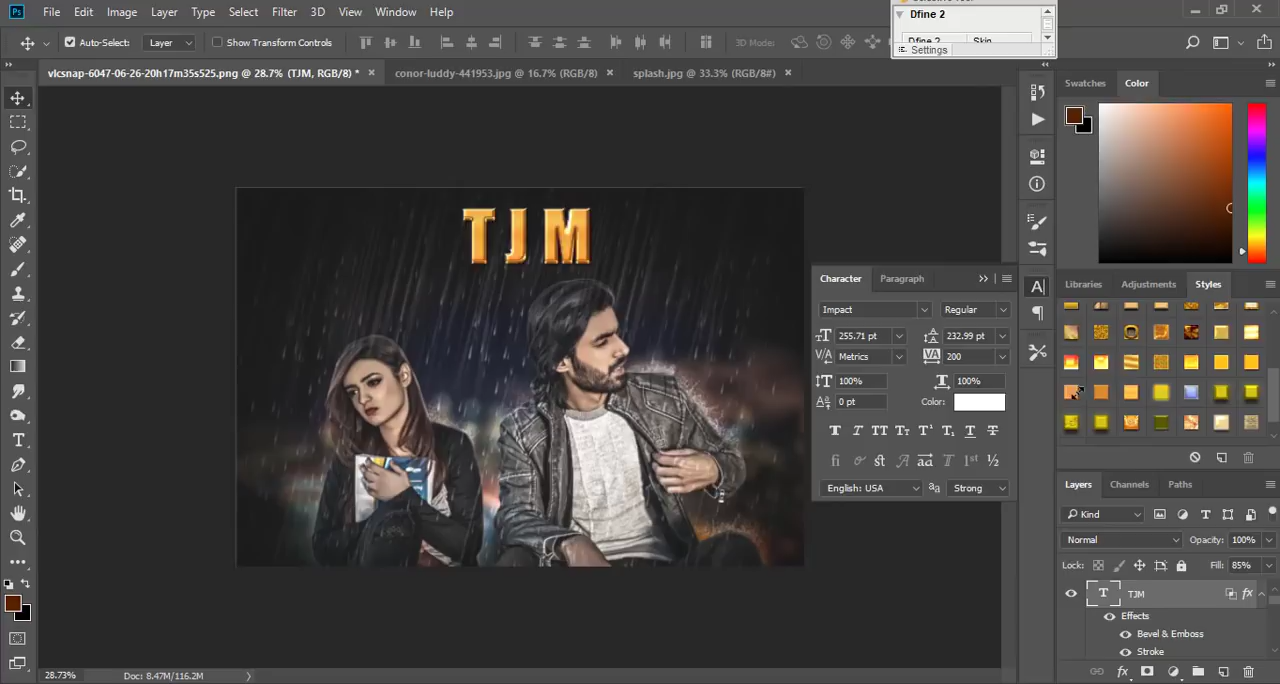 Ps File Edit Image Layer Type Select Filter 3D View Window Help
Dfine 2
Dfine 2 Skin
Settings
Auto-Select: Layer Show Transform Controls 3D Mode:
vlcsnap-6047-06-26-20h17m35s525.png @ 28.7% (TJM, RGB/8) * conor-luddy-441953.jpg @ 16.7% (RGB/8) splash.jpg @ 33.3% (RGB/8#)
Swatches Color
TJM
Character Paragraph
Libraries Adjustments Styles
Impact Regular
255.71 pt 232.99 pt
Metrics 200
100% 100%
0 pt Color:
English: USA Strong
Layers Channels Paths
Kind
Normal Opacity: 100%
Lock: Fill: 85%
T TJM fx
Effects
Bevel & Emboss
Stroke
28.73% Doc: 8.47M/116.2M